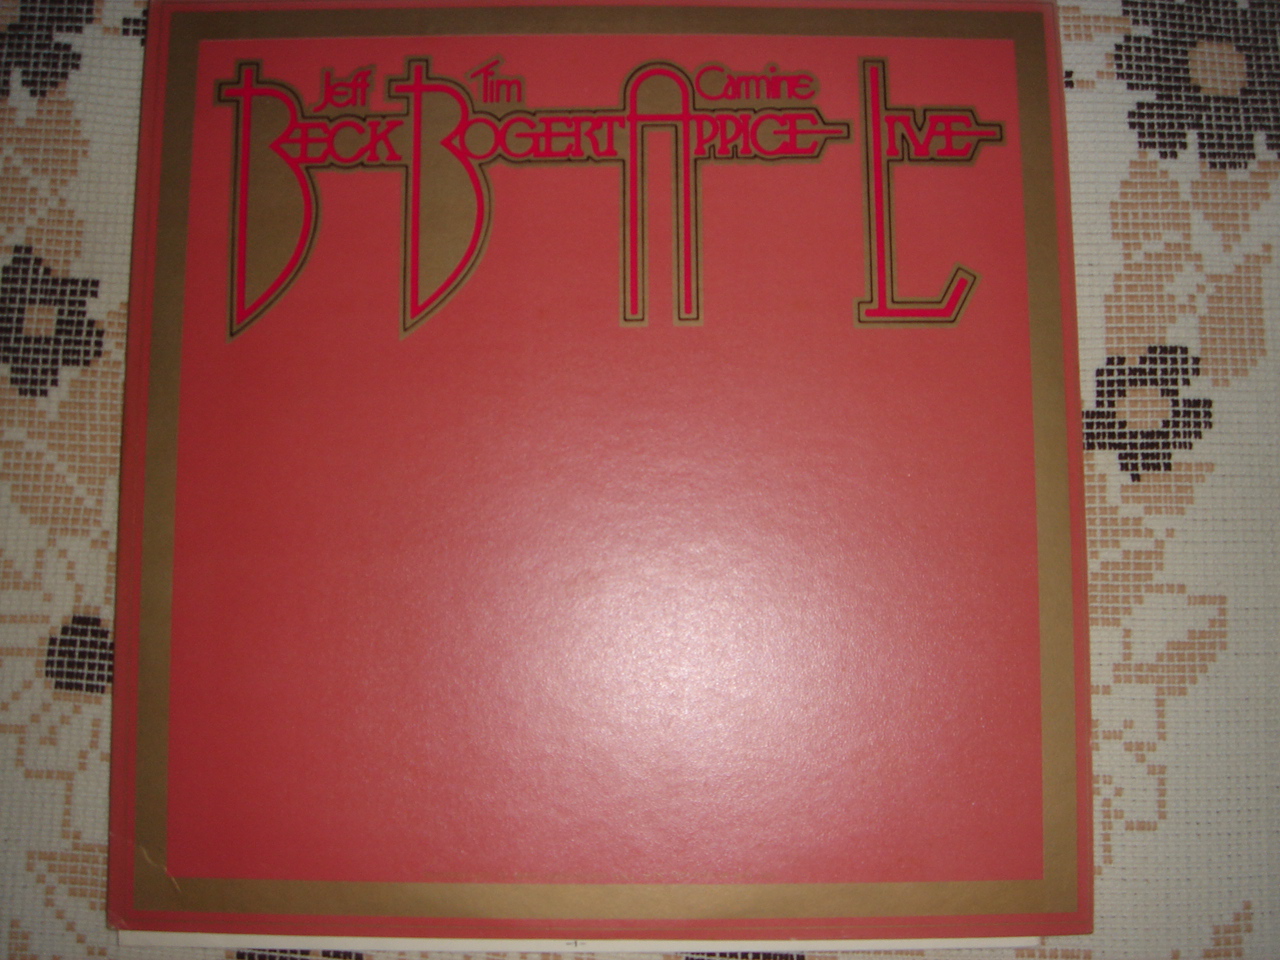 Jeff Tim Carmine
BECK BOGERT APPICE LIVE